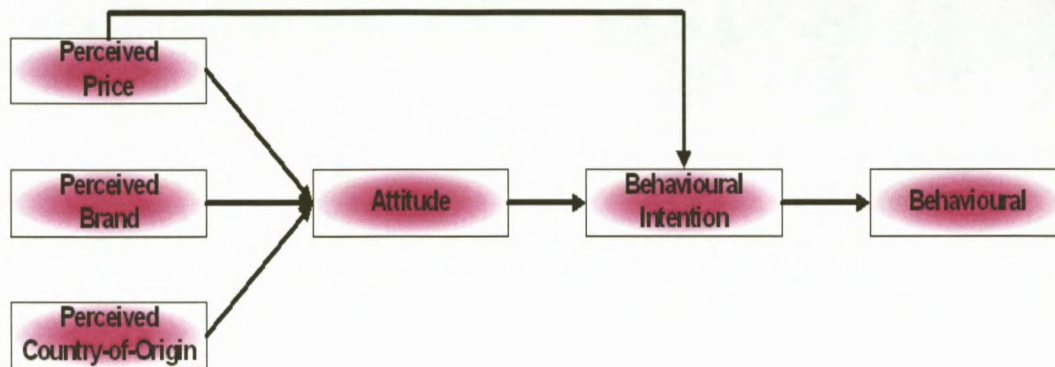 Perceived
Price
Perceived
Brand
Attitude
Behavioural
Intention
Behavioural
Perceived
Country-of-Origin